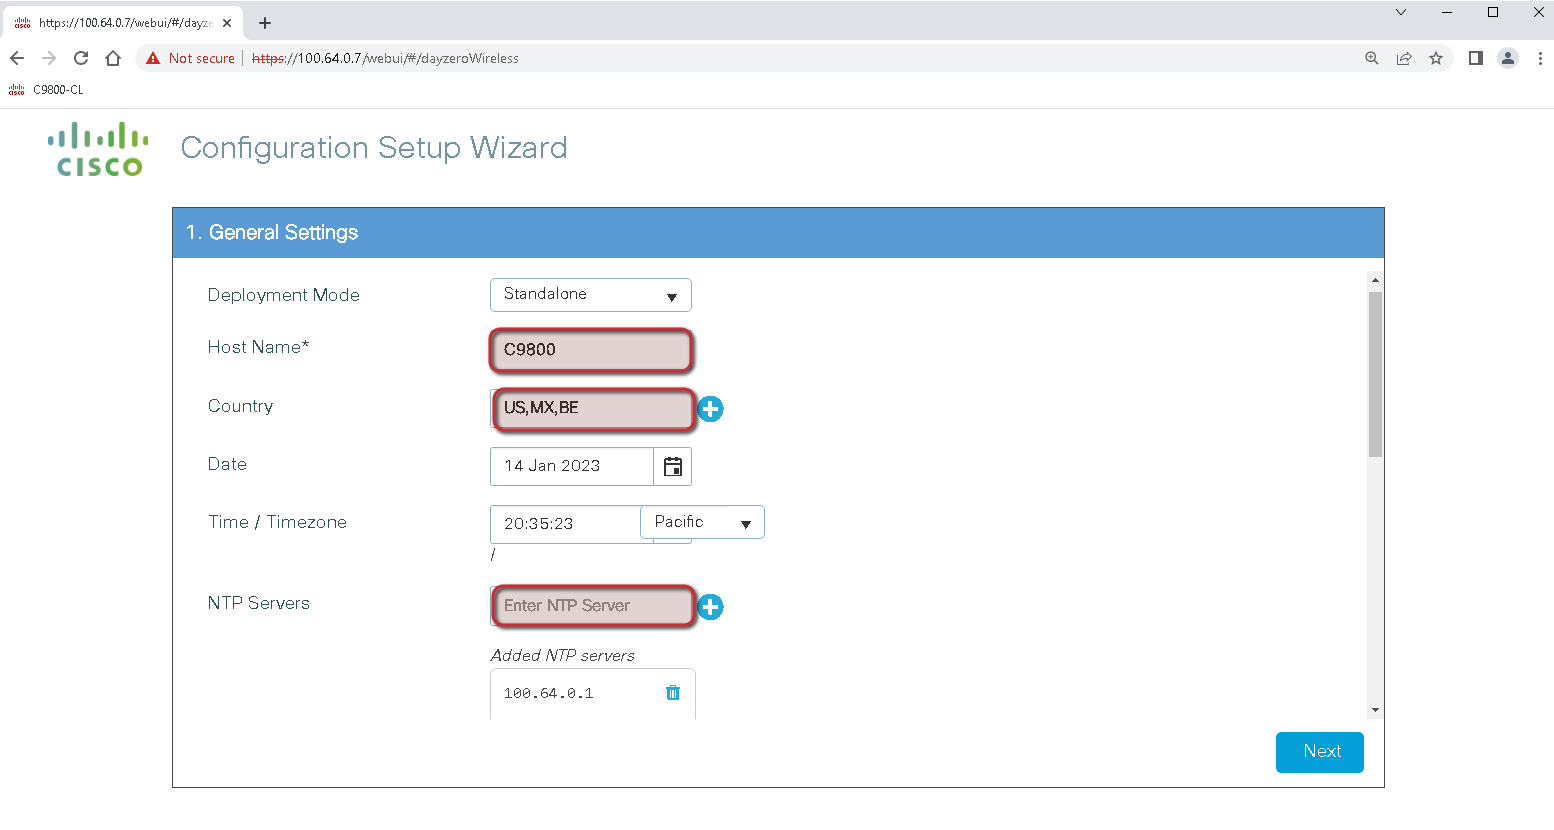 https://100.64.0.7/webui/#/dayze
Not secure https://100.64.0.7/webui/#/dayzeroWireless
C9800-CL
CISCO
Configuration Setup Wizard
1. General Settings
Deployment Mode Standalone
Host Name* C9800
Country US,MX,BE
Date 14 Jan 2023
Time / Timezone 20:35:23 Pacific
/
NTP Servers Enter NTP Server
Added NTP servers
100.64.0.1
Next